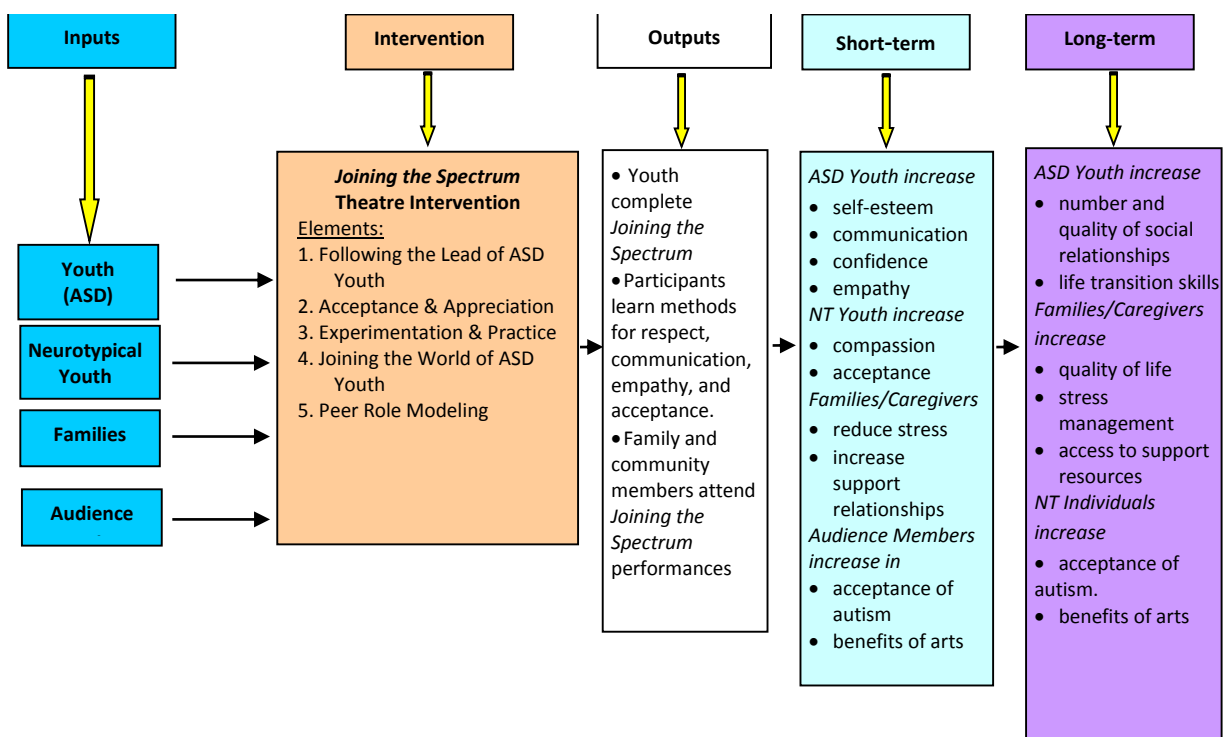 Inputs
Intervention
Outputs
Short-term
Long-term
Youth
(ASD)
Neurotypical
Youth
Families
Audience
Joining the Spectrum
Theatre Intervention
Elements:
1. Following the Lead of ASD
Youth
2. Acceptance & Appreciation
3. Experimentation & Practice
4. Joining the World of ASD
Youth
5. Peer Role Modeling
• Youth
complete
Joining the
Spectrum
• Participants
learn methods
for respect,
communication,
empathy, and
acceptance.
• Family and
community
members attend
Joining the
Spectrum
performances
ASD Youth increase
• self-esteem
• communication
• confidence
• empathy
NT Youth increase
• compassion
• acceptance
Families/Caregivers
• reduce stress
• increase
support
relationships
Audience Members
increase in
• acceptance of
autism
• benefits of arts
ASD Youth increase
• number and
quality of social
relationships
• life transition skills
Families/Caregivers
increase
• quality of life
• stress
management
• access to support
resources
NT Individuals
increase
• acceptance of
autism.
• benefits of arts